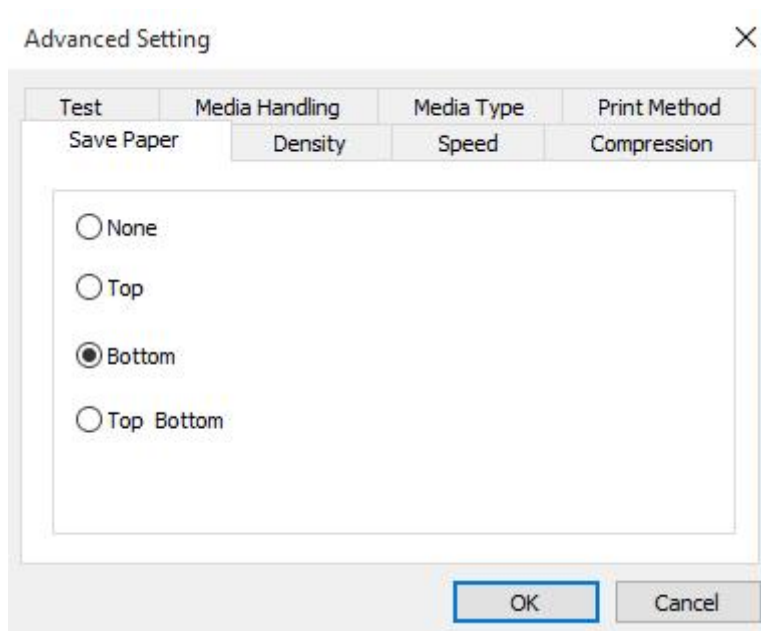 Advanced Setting
Test Media Handling Media Type Print Method
Save Paper Density Speed Compression
None
Top
Bottom
Top Bottom
OK Cancel